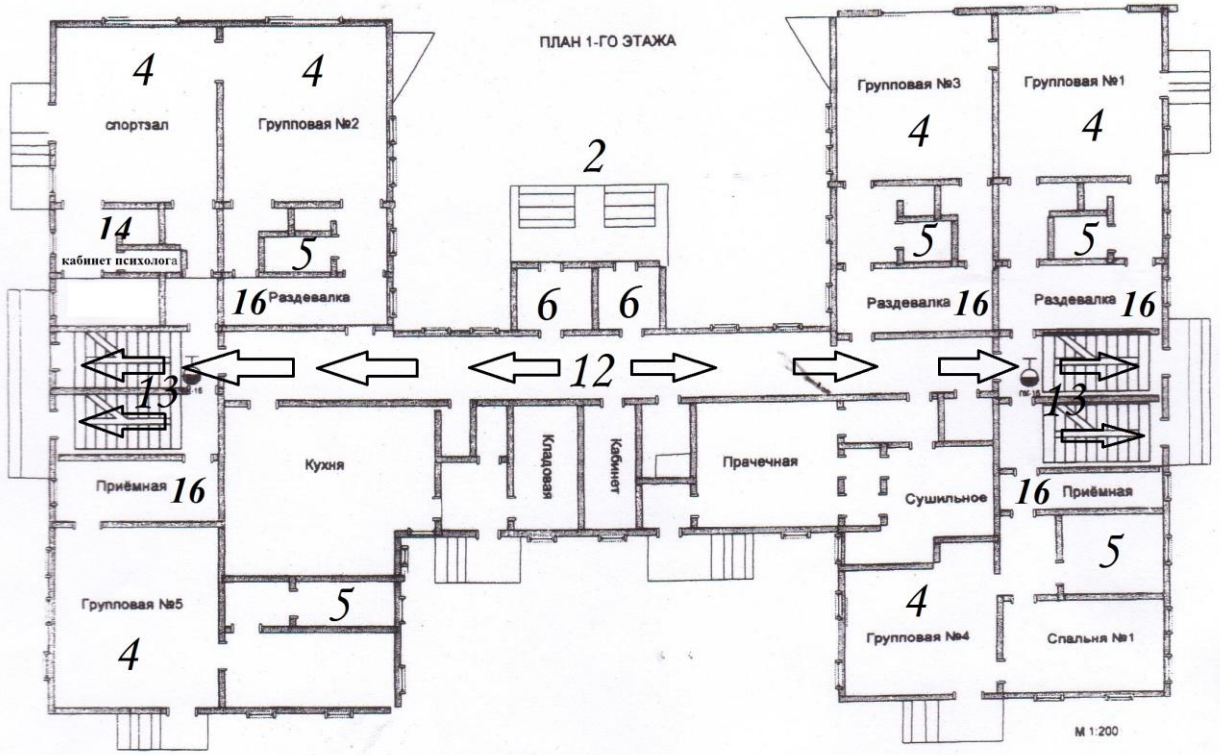 ПЛАН 1-ГО ЭТАЖА
4
4
спортзал
Групповая №2
Групповая №3
Групповая №1
4
4
2
14
кабинет психолога
5
5
5
6
6
16
Раздевалка
Раздевалка
16
Раздевалка
16
12
13
13
Приёмная
16
Кухня
Кладовая
Кабинет
Прачечная
Сушильное
16
Приёмная
5
Групповая №5
4
5
4
Групповая №4
Спальня №1
М 1:200